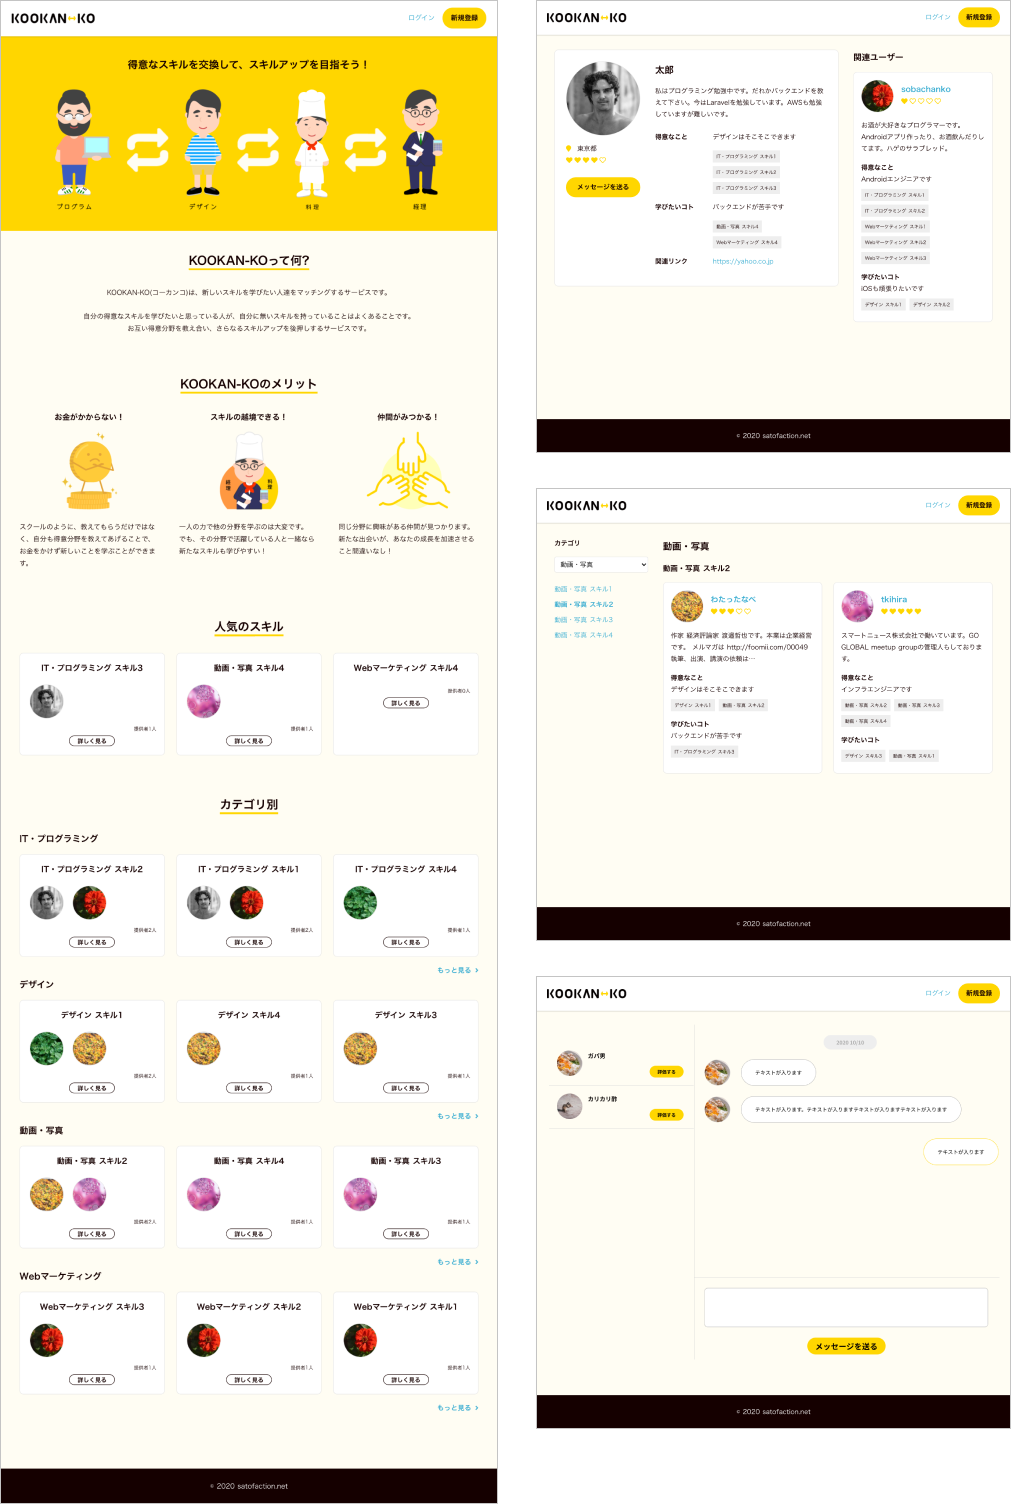 KOOKAN↔KO
ログイン
新規登録
得意なスキルを交換して、スキルアップを目指そう！
プログラム
デザイン
料理
経理
KOOKAN-KOって何?
KOOKAN-KO(コーカンコ)は、新しいスキルを学びたい人達をマッチングするサービスです。
自分の得意なスキルを学びたいと思っている人が、自分に無いスキルを持っていることはよくあることです。
お互い得意分野を教え合い、さらなるスキルアップを後押しするサービスです。
KOOKAN-KOのメリット
お金がかからない！
スクールのように、教えてもらうだけではな
く、自分も得意分野を教えてあげることで、
お金をかけず新しいことを学ぶことができま
す。
スキルの越境できる！
経理
料理
一人の力で他の分野を学ぶのは大変です。
でも、その分野で活躍している人と一緒なら
新たなスキルも学びやすい！
仲間がみつかる！
同じ分野に興味がある仲間が見つかります。
新たな出会いが、あなたの成長を加速させる
こと間違いなし！
人気のスキル
IT・プログラミング スキル3
提供者1人
詳しく見る
動画・写真 スキル4
提供者1人
詳しく見る
Webマーケティング スキル4
提供者0人
詳しく見る
カテゴリ別
IT・プログラミング
IT・プログラミング スキル2
提供者2人
詳しく見る
IT・プログラミング スキル1
提供者2人
詳しく見る
IT・プログラミング スキル4
提供者1人
詳しく見る
もっと見る ›
デザイン
デザイン スキル1
提供者2人
詳しく見る
デザイン スキル4
提供者1人
詳しく見る
デザイン スキル3
提供者1人
詳しく見る
もっと見る ›
動画・写真
動画・写真 スキル2
提供者2人
詳しく見る
動画・写真 スキル4
提供者1人
詳しく見る
動画・写真 スキル3
提供者1人
詳しく見る
もっと見る ›
Webマーケティング
Webマーケティング スキル3
提供者1人
詳しく見る
Webマーケティング スキル2
提供者1人
詳しく見る
Webマーケティング スキル1
提供者1人
詳しく見る
もっと見る ›
© 2020 satofaction.net
KOOKAN↔KO
ログイン
新規登録
東京都
メッセージを送る
太郎
私はプログラミング勉強中です。だれかバックエンドを教
えて下さい。今はLaravelを勉強しています。AWSも勉強
していますが難しいです。
得意なこと
デザインはそこそこできます
IT・プログラミング スキル1
IT・プログラミング スキル2
IT・プログラミング スキル3
学びたいコト
バックエンドが苦手です
動画・写真 スキル4
Webマーケティング スキル4
関連リンク
https://yahoo.co.jp
関連ユーザー
sobachanko
お酒が大好きなプログラマーです。
Androidアプリ作ったり、お酒飲んだりし
てます。ハゲのサラブレッド。
得意なこと
Androidエンジニアです
IT・プログラミング スキル1
IT・プログラミング スキル2
Webマーケティング スキル1
Webマーケティング スキル2
Webマーケティング スキル3
学びたいコト
iOSも頑張りたいです
デザイン スキル1
デザイン スキル2
© 2020 satofaction.net
KOOKAN↔KO
ログイン
新規登録
カテゴリ
動画・写真
動画・写真 スキル1
動画・写真 スキル2
動画・写真 スキル3
動画・写真 スキル4
動画・写真
動画・写真 スキル2
わたったなべ
作家 経済評論家 渡邉哲也です。本業は企業経営
です。 メルマガは http://foomii.com/00049
執筆、出演、講演の依頼は…
得意なこと
デザインはそこそこできます
デザイン スキル1
動画・写真 スキル2
学びたいコト
バックエンドが苦手です
IT・プログラミング スキル3
tkihira
スマートニュース株式会社で働いています。GO
GLOBAL meetup groupの管理人もしておりま
す。
得意なこと
インフラエンジニアです
動画・写真 スキル2
動画・写真 スキル3
動画・写真 スキル4
学びたいコト
デザイン スキル3
動画・写真 スキル1
© 2020 satofaction.net
KOOKAN↔KO
ログイン
新規登録
ガバ男
評価する
カリカリ酢
評価する
2020 10/10
テキストが入ります
テキストが入ります。テキストが入りますテキストが入りますテキストが入ります
テキストが入ります
メッセージを送る
© 2020 satofaction.net